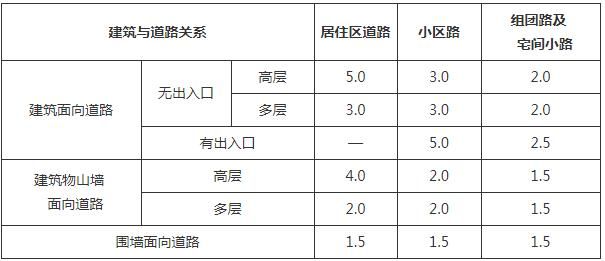 建筑与道路关系 居住区道路 小区路 组团路及
宅间小路
建筑面向道路 无出入口 高层 5.0 3.0 2.0
多层 3.0 3.0 2.0
有出入口 — 5.0 2.5
建筑物山墙
面向道路 高层 4.0 2.0 1.5
多层 2.0 2.0 1.5
围墙面向道路 1.5 1.5 1.5